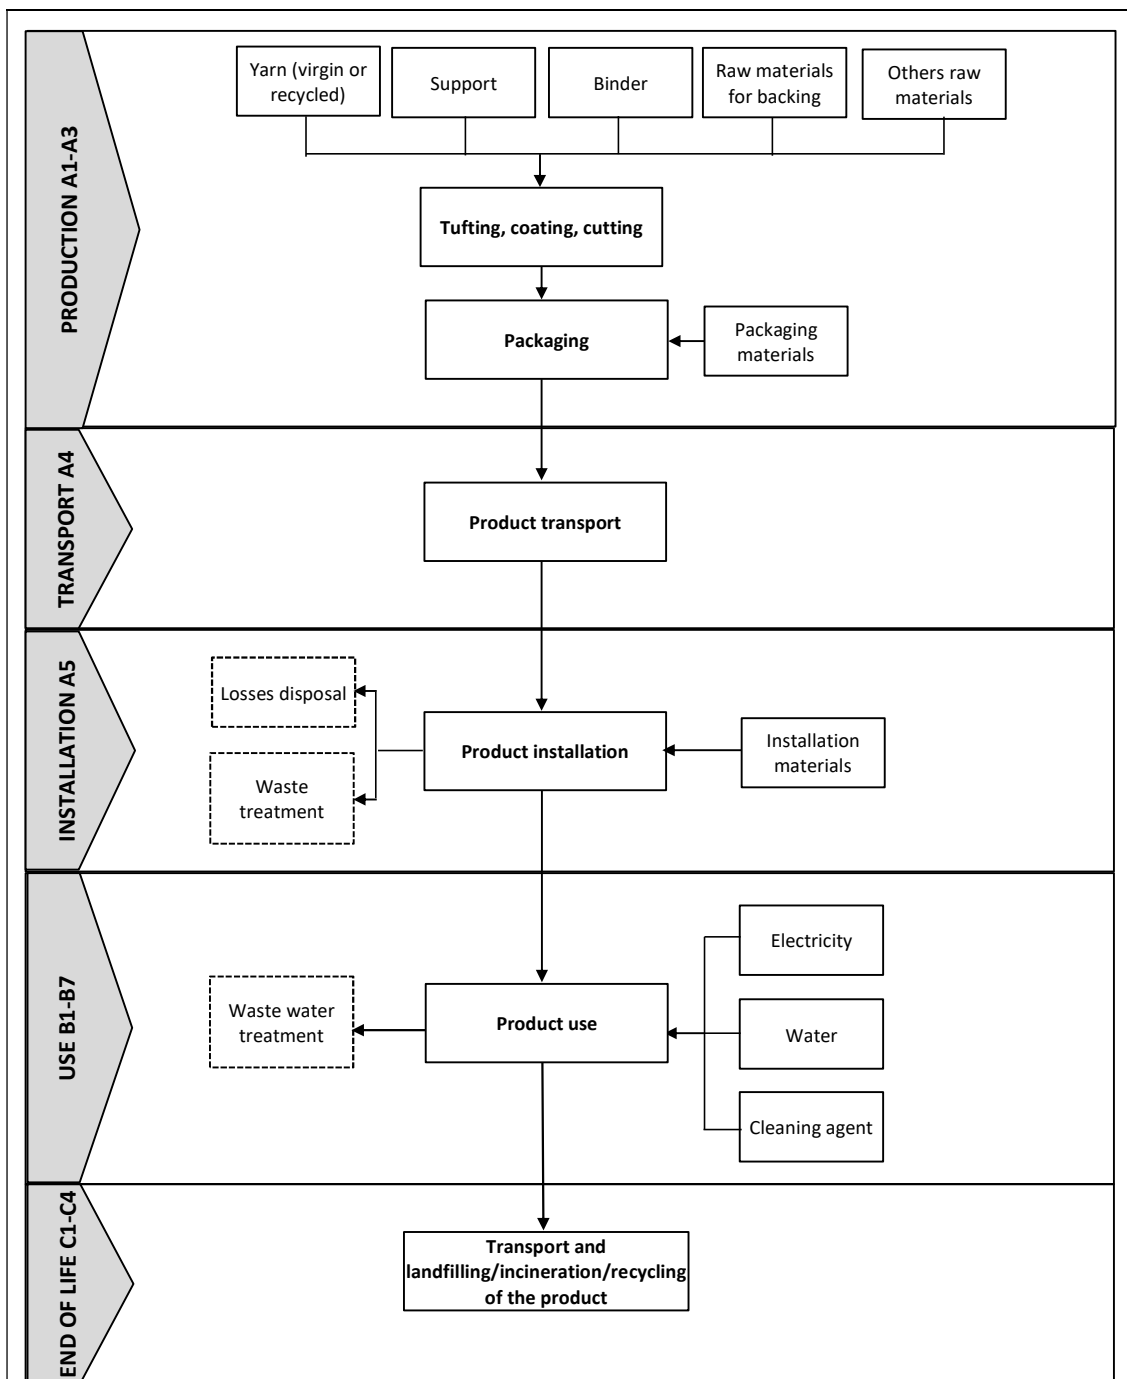 PRODUCTION A1-A3
Yarn (virgin or
recycled)
Support
Binder
Raw materials
for backing
Others raw
materials
Tufting, coating, cutting
Packaging
Packaging
materials
TRANSPORT A4
Product transport
INSTALLATION A5
Losses disposal
Waste
treatment
Product installation
Installation
materials
USE B1-B7
Waste water
treatment
Product use
Electricity
Water
Cleaning agent
END OF LIFE C1-C4
Transport and
landfilling/incineration/recycling
of the product